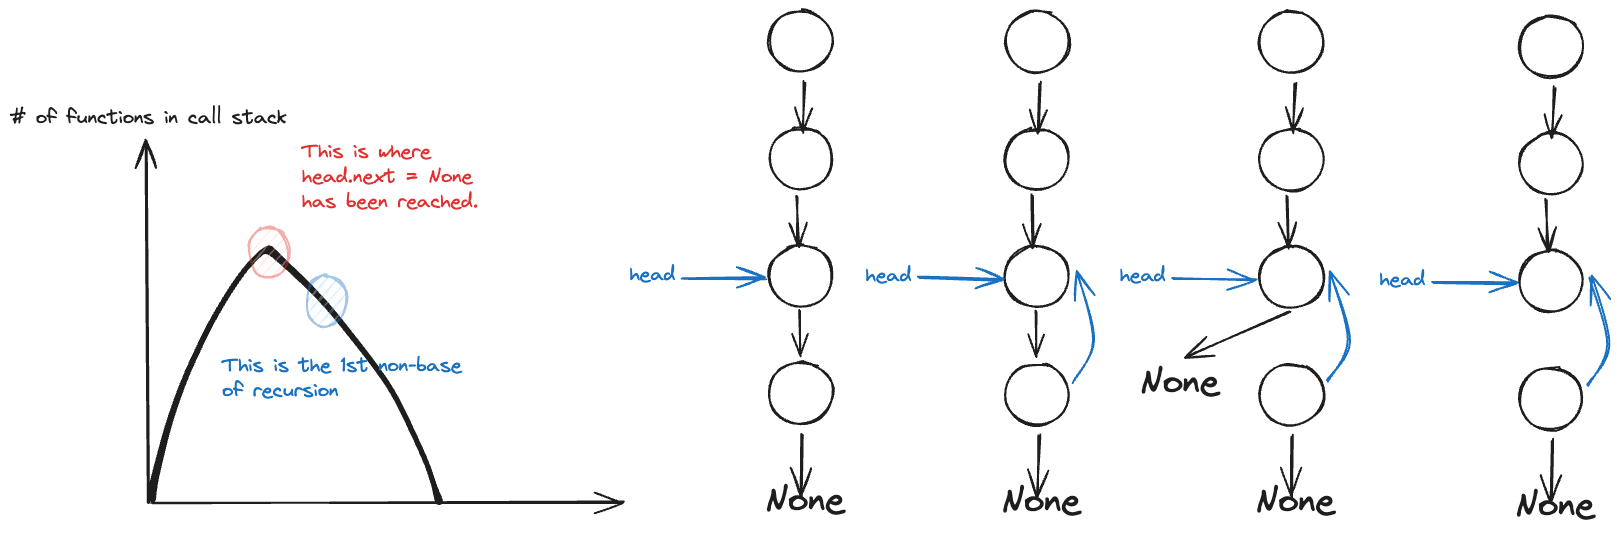 # of functions in call stack
This is where
head.next = None
has been reached.
This is the 1st non-base
of recursion
head
head
head
head
None
None
None
None
None